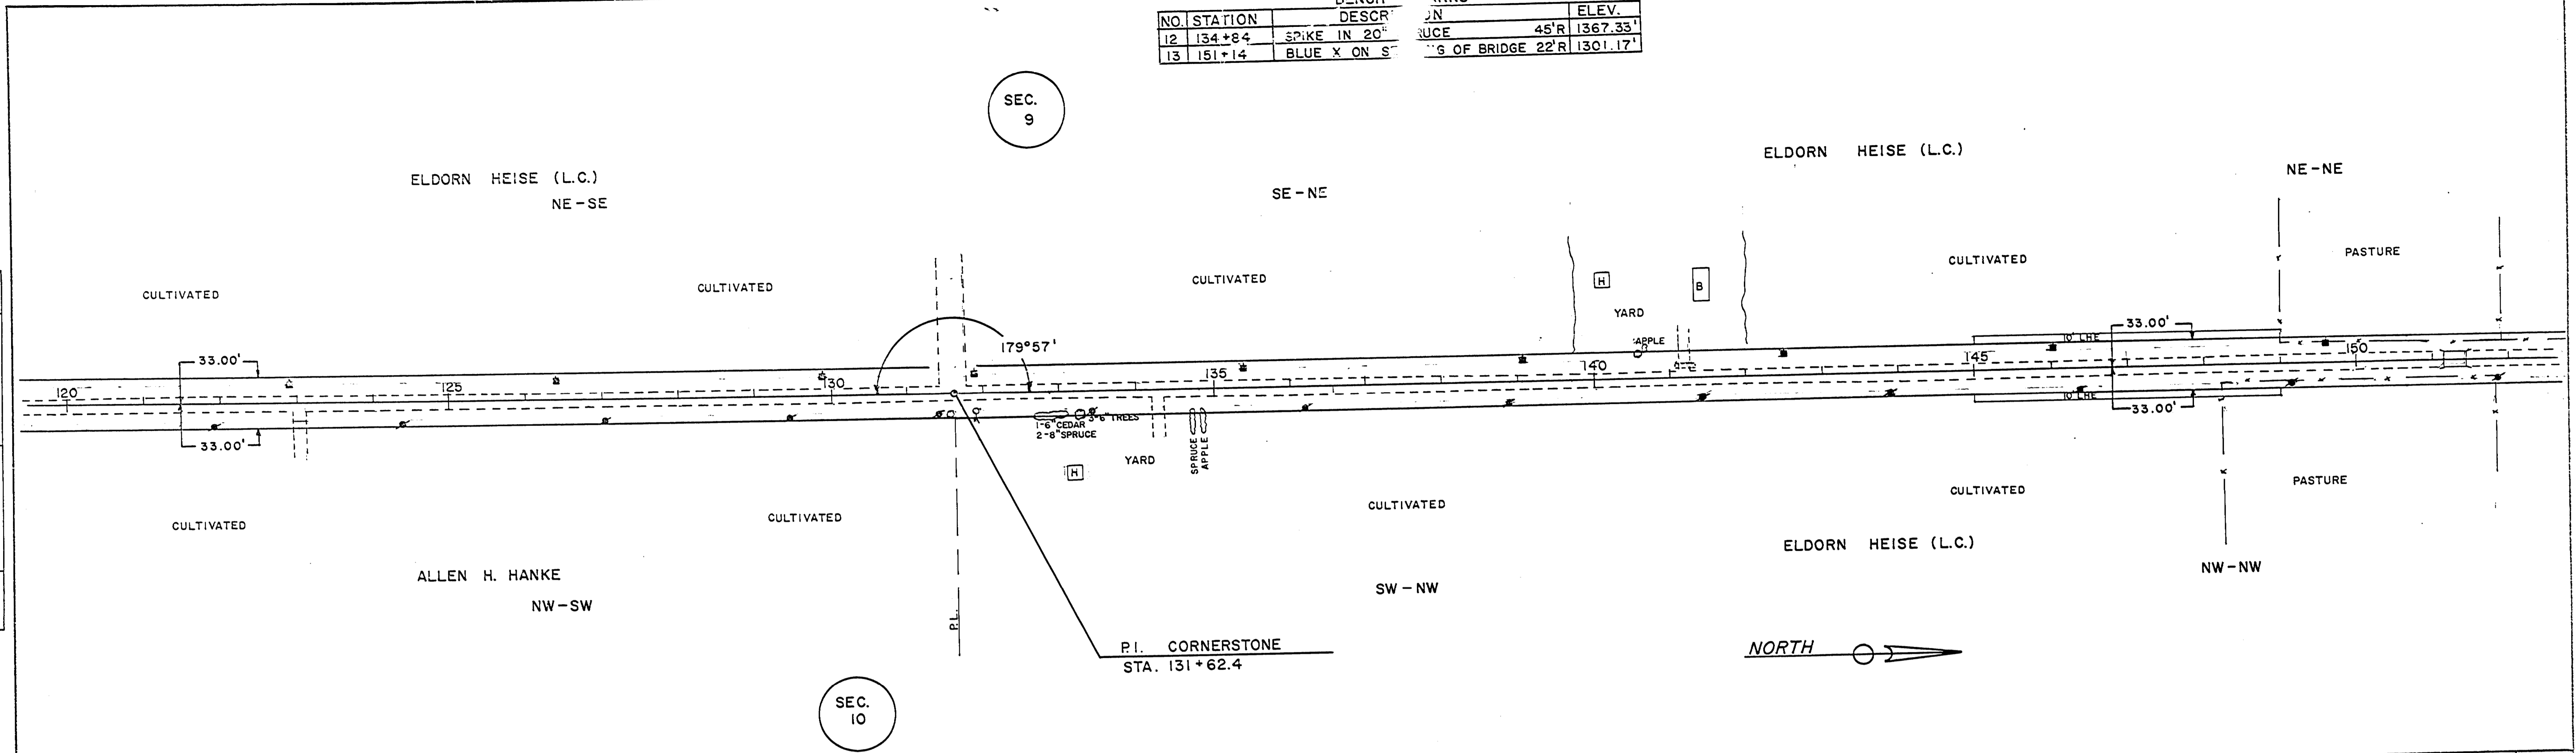 NO. STATION DESCR ELEV.
12 134+84 SPIKE IN 20" 45'R 1367.33'
13 151+14 BLUE X ON OF BRIDGE 22'R 1301.17'
SEC.
9
ELDORN HEISE (L.C.)
NE-SE
SE-NE
ELDORN HEISE (L.C.)
NE-NE
CULTIVATED
CULTIVATED
CULTIVATED
H
B
YARD
APPLE
CULTIVATED
PASTURE
33.00'
179°57'
33.00'
10' LHE
120
125
130
135
140
145
150
33.00'
10' LHE
33.00'
1-6" CEDAR
3-6" TREES
2-8" SPRUCE
H
YARD
SPRUCE
APPLE
CULTIVATED
CULTIVATED
CULTIVATED
CULTIVATED
PASTURE
ALLEN H. HANKE
NW-SW
P.L.
SW-NW
ELDORN HEISE (L.C.)
NW-NW
P.I. CORNERSTONE
STA. 131+62.4
NORTH
SEC.
10